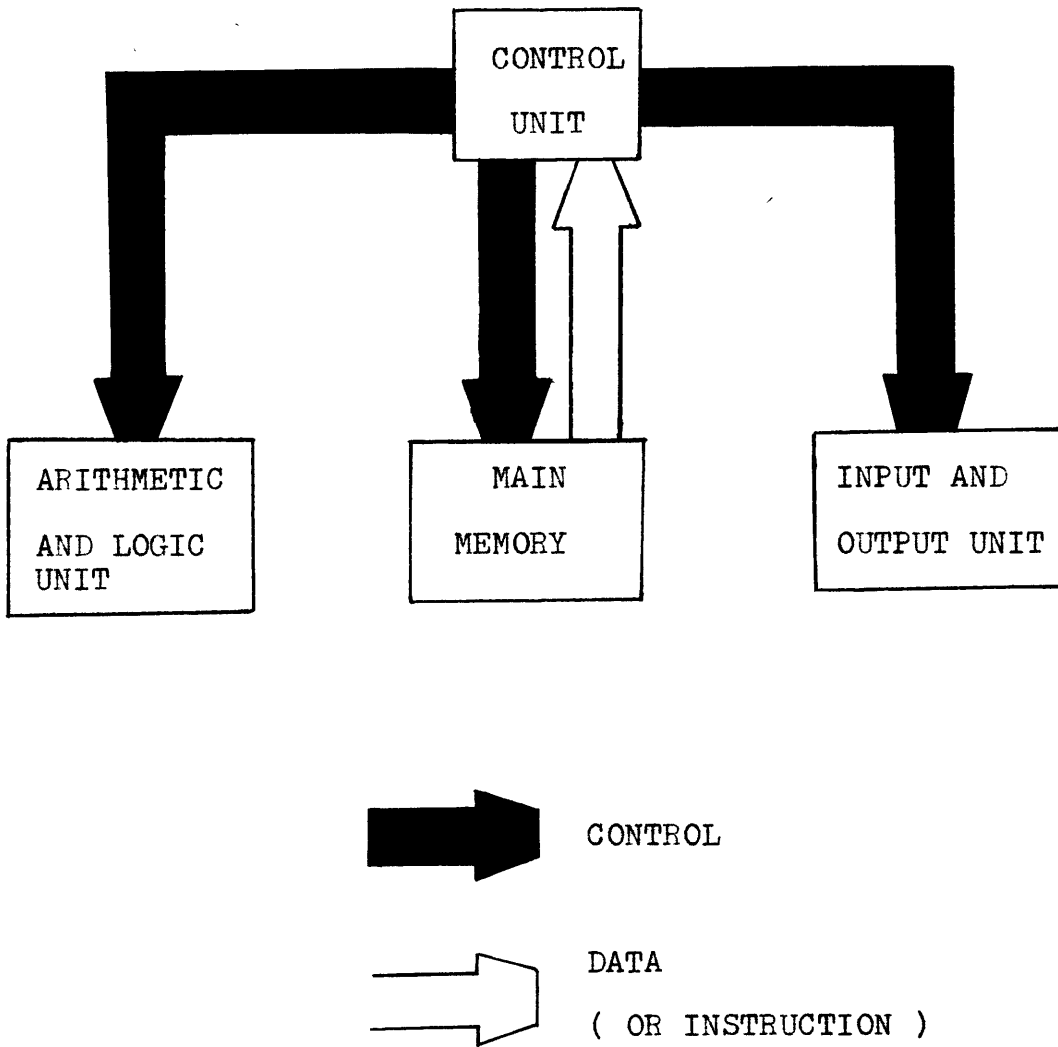 CONTROL
UNIT
ARITHMETIC
AND LOGIC
UNIT
MAIN
MEMORY
INPUT AND
OUTPUT UNIT
CONTROL
DATA
( OR INSTRUCTION )